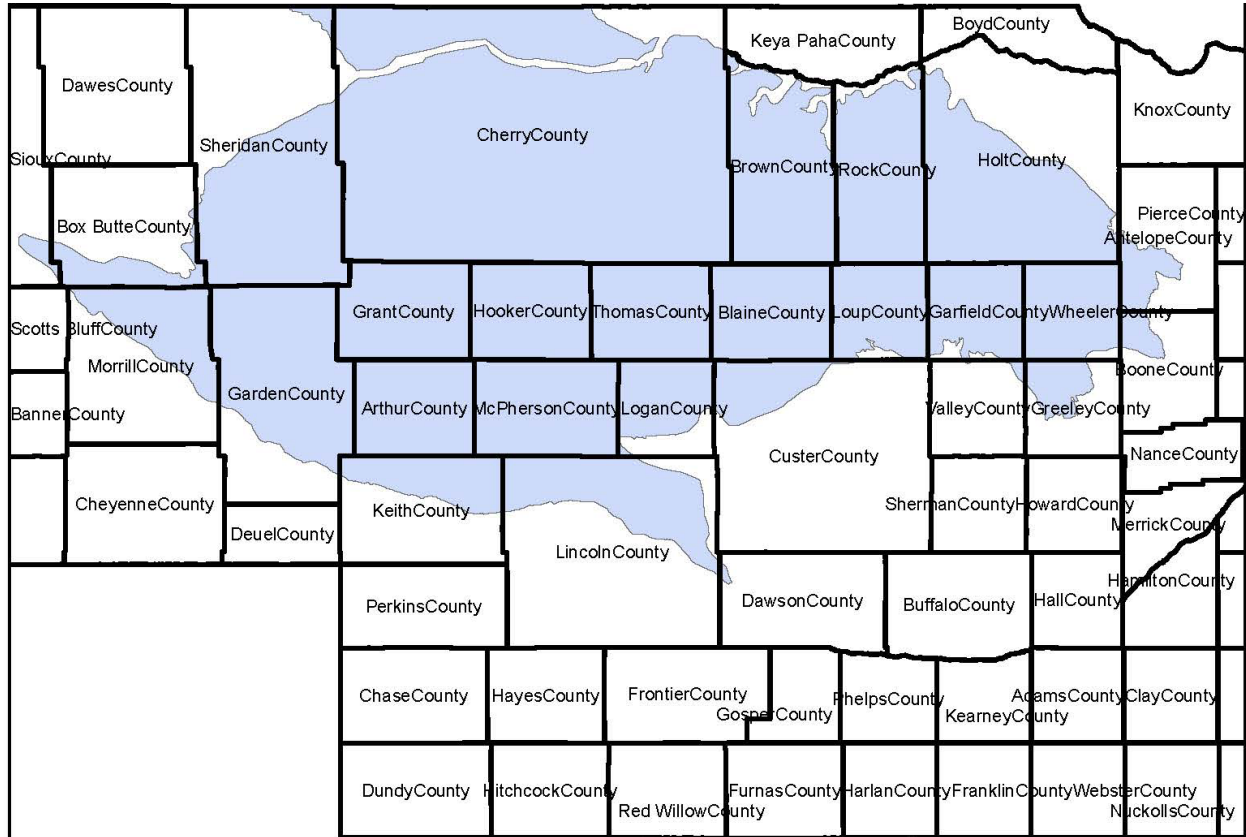 BoydCounty
Keya PahaCounty
DawesCounty
KnoxCounty
CherryCounty
SheridanCounty
SiouxCounty
HoltCounty
BrownCounty
RockCounty
PierceCounty
Box ButteCounty
AntelopeCounty
GrantCounty
HookerCounty
ThomasCounty
BlaineCounty
LoupCounty
GarfieldCounty
WheelerCounty
Scotts BluffCounty
MorrillCounty
BooneCounty
GardenCounty
ArthurCounty
McPhersonCounty
LoganCounty
ValleyCounty
GreeleyCounty
BannerCounty
CusterCounty
NanceCounty
CheyenneCounty
KeithCounty
ShermanCounty
HowardCounty
MerrickCounty
DeuelCounty
LincolnCounty
HamiltonCounty
PerkinsCounty
DawsonCounty
BuffaloCounty
HallCounty
ChaseCounty
HayesCounty
FrontierCounty
GosperCounty
PhelpsCounty
KearneyCounty
AdamsCounty
ClayCounty
DundyCounty
HitchcockCounty
Red WillowCounty
FurnasCounty
HarlanCounty
FranklinCounty
WebsterCounty
NuckollsCounty